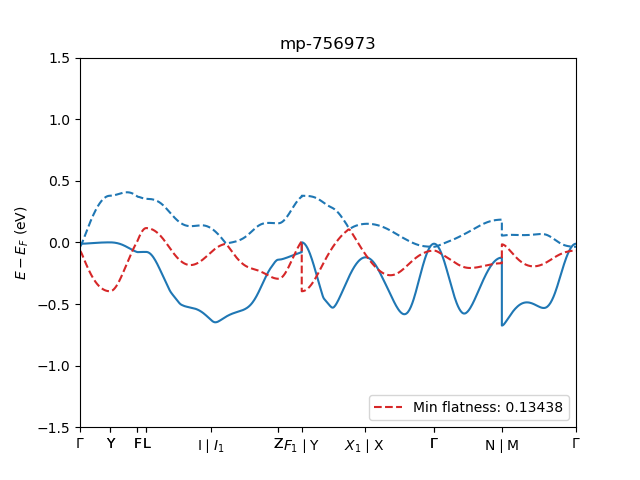 mp-756973
E − E_F (eV)
1.5
1.0
0.5
0.0
−0.5
−1.0
−1.5
Min flatness: 0.13438
Γ Y F L I | I₁ Z F₁ | Y X₁ | X Γ N | M Γ